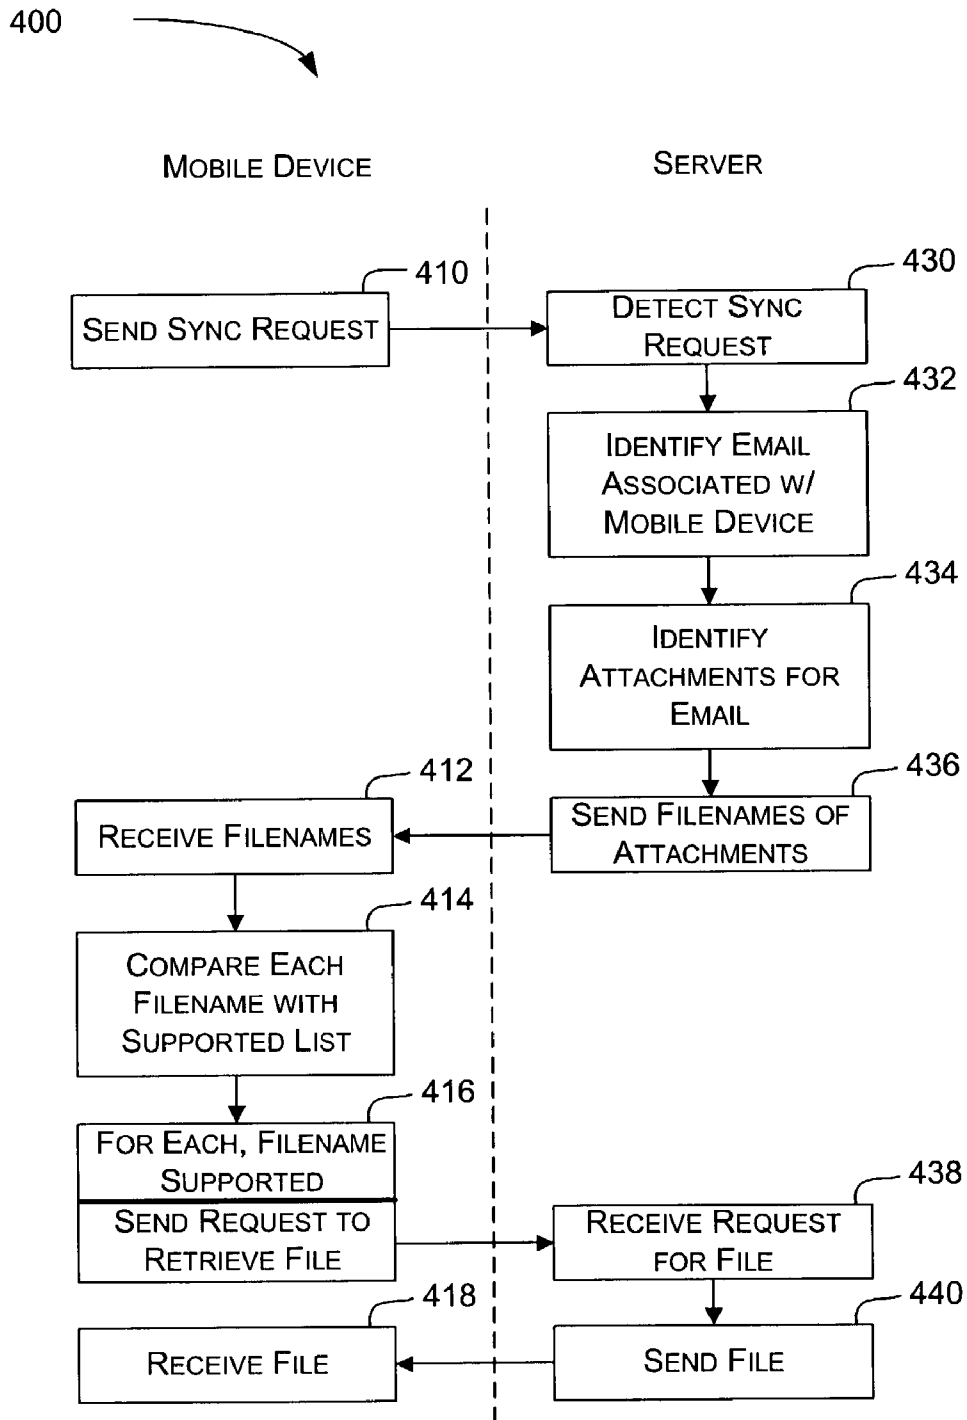 400
MOBILE DEVICE
SERVER
410
SEND SYNC REQUEST
430
DETECT SYNC
REQUEST
432
IDENTIFY EMAIL
ASSOCIATED W/
MOBILE DEVICE
434
IDENTIFY
ATTACHMENTS FOR
EMAIL
436
SEND FILENAMES OF
ATTACHMENTS
412
RECEIVE FILENAMES
414
COMPARE EACH
FILENAME WITH
SUPPORTED LIST
416
FOR EACH, FILENAME
SUPPORTED
SEND REQUEST TO
RETRIEVE FILE
438
RECEIVE REQUEST
FOR FILE
440
SEND FILE
418
RECEIVE FILE